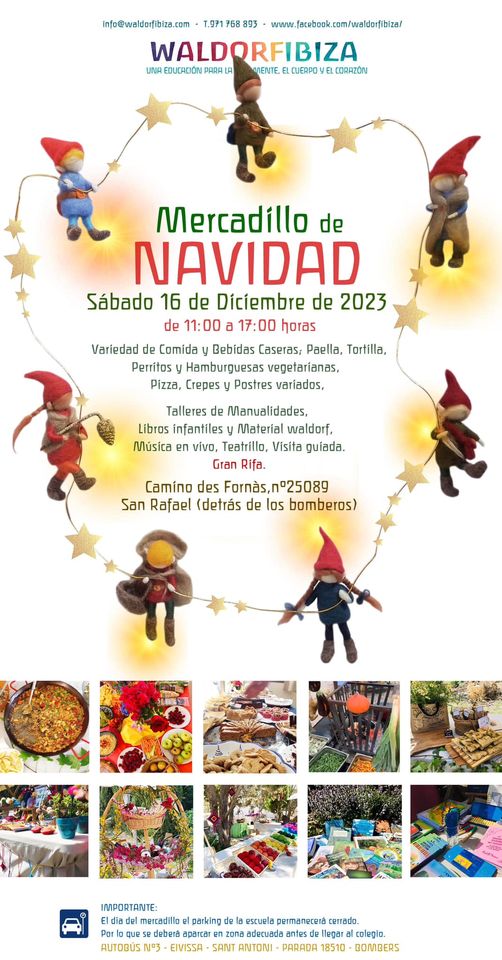 info@waldorfibiza.com - T.971 768 893 - www.facebook.com/waldorfibiza/
WALDORFIBIZA
UNA EDUCACIÓN PARA LA MENTE, EL CUERPO Y EL CORAZÓN
Mercadillo de
NAVIDAD
Sábado 16 de Diciembre de 2023
de 11:00 a 17:00 horas
Variedad de Comida y Bebidas Caseras; Paella, Tortilla,
Perritos y Hamburguesas vegetarianas,
Pizza, Crepes y Postres variados,
Talleres de Manualidades,
Libros infantiles y Material waldorf,
Música en vivo, Teatrillo, Visita guiada.
Gran Rifa.
Camino des Fornàs,nº25089
San Rafael (detrás de los bomberos)
IMPORTANTE:
El dia del mercadillo el parking de la escuela permanecerá cerrado.
Por lo que se deberá aparcar en zona adecuada antes de llegar al colegio.
AUTOBÚS Nº3 - EIVISSA - SANT ANTONI - PARADA 18510 - BOMBERS